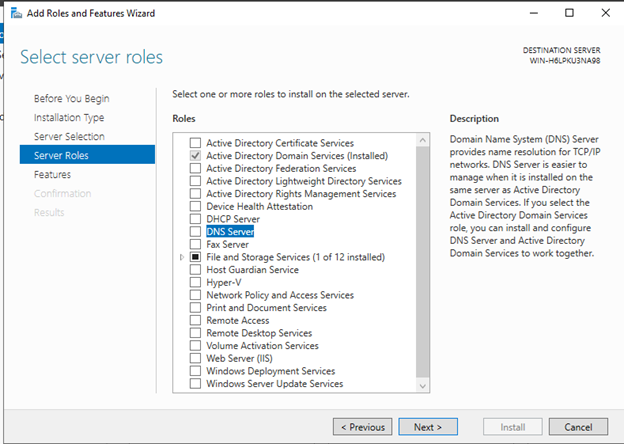 Add Roles and Features Wizard
Select server roles
DESTINATION SERVER
WIN-H6LPKU3NA98
Before You Begin
Installation Type
Server Selection
Server Roles
Features
Confirmation
Results
Select one or more roles to install on the selected server.
Roles
Active Directory Certificate Services
Active Directory Domain Services (Installed)
Active Directory Federation Services
Active Directory Lightweight Directory Services
Active Directory Rights Management Services
Device Health Attestation
DHCP Server
DNS Server
Fax Server
File and Storage Services (1 of 12 installed)
Host Guardian Service
Hyper-V
Network Policy and Access Services
Print and Document Services
Remote Access
Remote Desktop Services
Volume Activation Services
Web Server (IIS)
Windows Deployment Services
Windows Server Update Services
Description
Domain Name System (DNS) Server
provides name resolution for TCP/IP
networks. DNS Server is easier to
manage when it is installed on the
same server as Active Directory
Domain Services. If you select the
Active Directory Domain Services
role, you can install and configure
DNS Server and Active Directory
Domain Services to work together.
< Previous
Next >
Install
Cancel